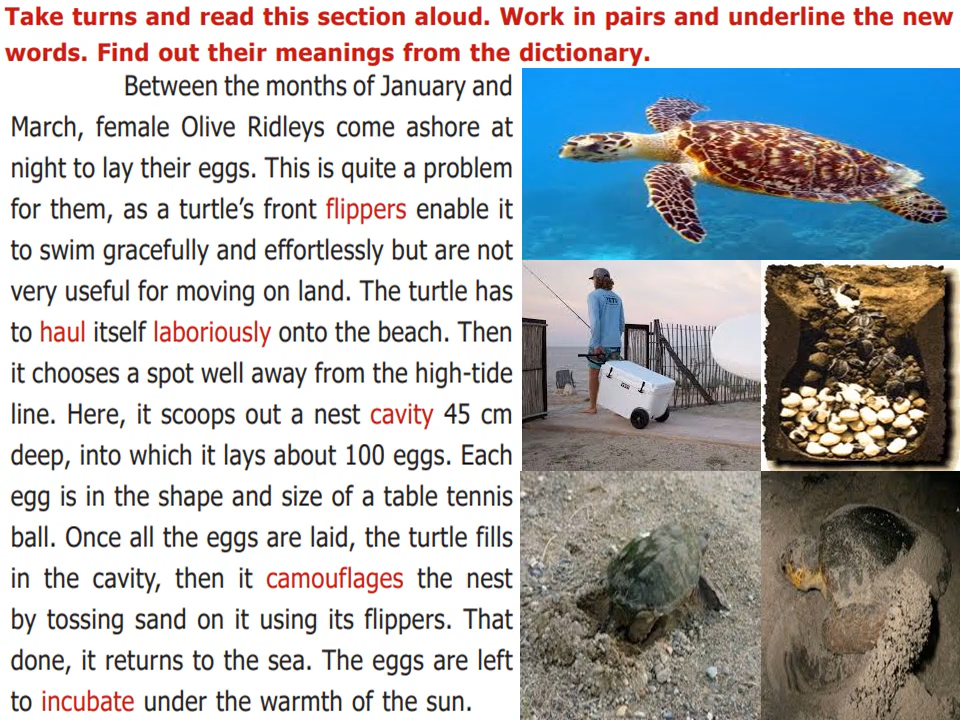 Take turns and read this section aloud. Work in pairs and underline the new
words. Find out their meanings from the dictionary.
Between the months of January and
March, female Olive Ridleys come ashore at
night to lay their eggs. This is quite a problem
for them, as a turtle’s front flippers enable it
to swim gracefully and effortlessly but are not
very useful for moving on land. The turtle has
to haul itself laboriously onto the beach. Then
it chooses a spot well away from the high-tide
line. Here, it scoops out a nest cavity 45 cm
deep, into which it lays about 100 eggs. Each
egg is in the shape and size of a table tennis
ball. Once all the eggs are laid, the turtle fills
in the cavity, then it camouflages the nest
by tossing sand on it using its flippers. That
done, it returns to the sea. The eggs are left
to incubate under the warmth of the sun.
YETI